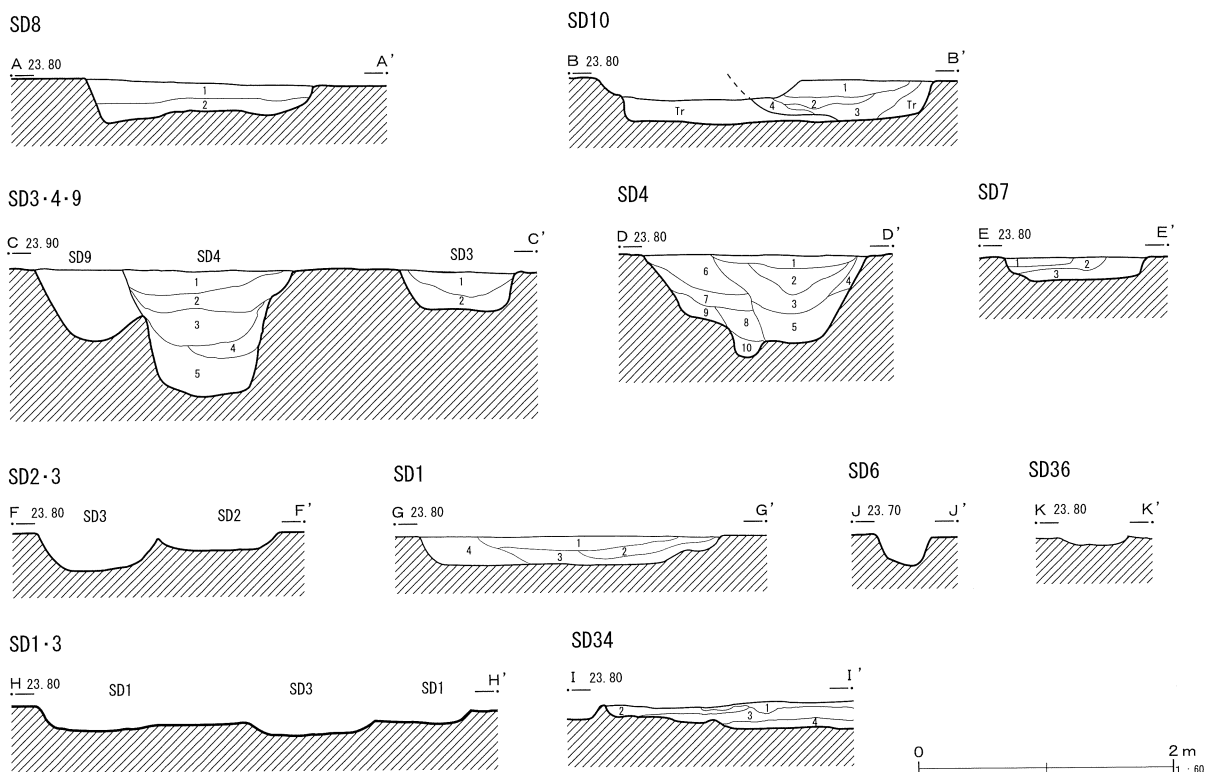 SD8
A 23.80 A'
1
2
SD10
B 23.80 B'
1
2
4
3
Tr
Tr
SD3・4・9
C 23.90 C'
SD9 SD4 SD3
1
2
3
4
5
1
2
SD4
D 23.80 D'
1
2
3
4
5
6
7
8
9
10
SD7
E 23.80 E'
1
2
3
SD2・3
F 23.80 F'
SD3 SD2
SD1
G 23.80 G'
1
2
3
4
SD6
J 23.70 J'
SD36
K 23.80 K'
SD1・3
H 23.80 H'
SD1 SD3 SD1
SD34
I 23.80 I'
1
2
3
4
0 2m
1:60